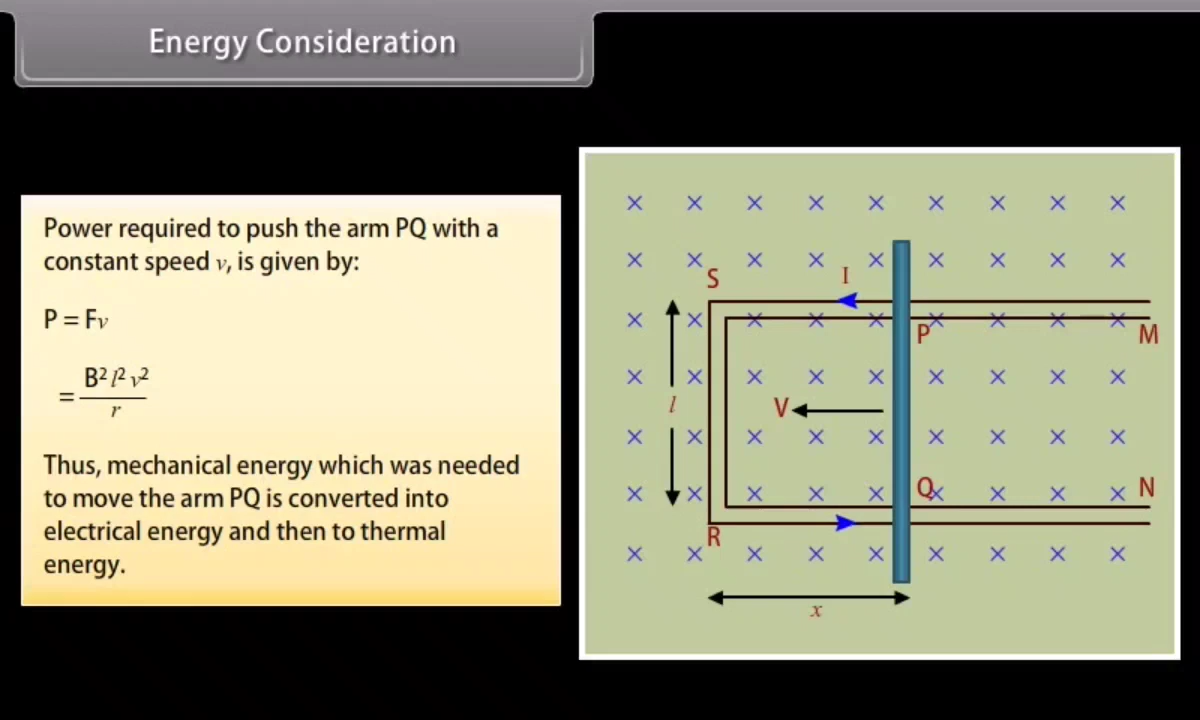 Energy Consideration
Power required to push the arm PQ with a
constant speed v, is given by:
P = Fv
= B² l² v² / r
Thus, mechanical energy which was needed
to move the arm PQ is converted into
electrical energy and then to thermal
energy.
S
I
P
M
l
V
Q
N
R
x